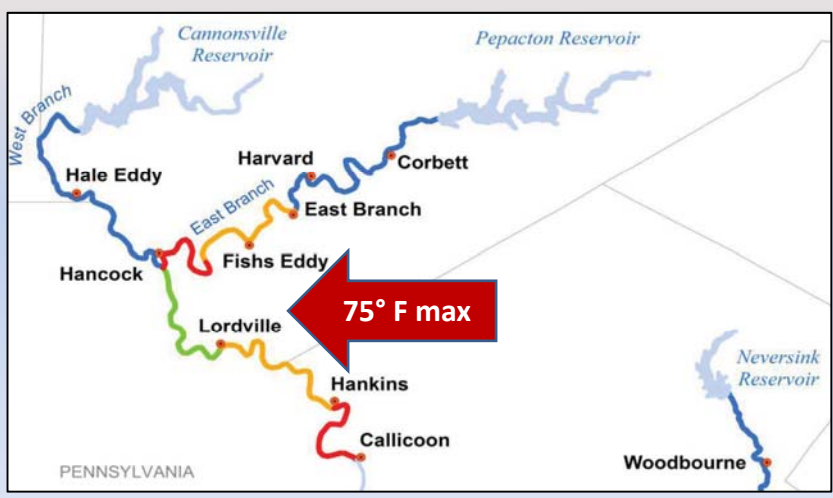 Cannonsville
Reservoir
Pepacton Reservoir
West Branch
Harvard
Corbett
Hale Eddy
East Branch
East Branch
Hancock
Fishs Eddy
75° F max
Lordville
Neversink
Reservoir
Hankins
Callicoon
PENNSYLVANIA
Woodbourne